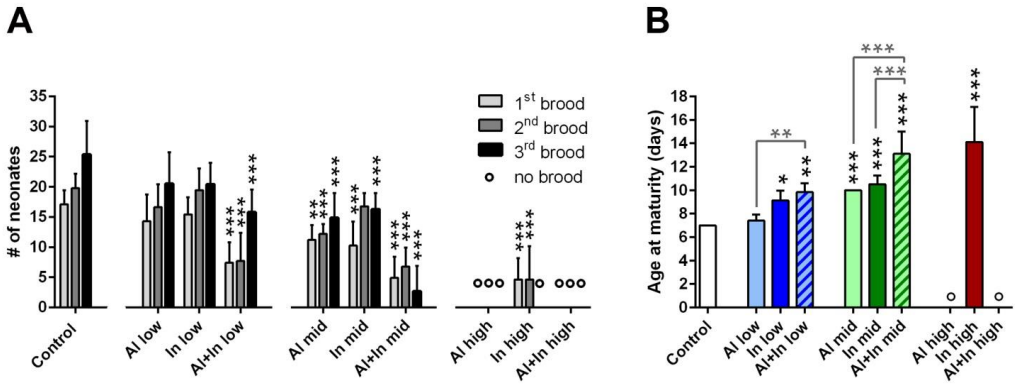 A
# of neonates
35
30
25
20
15
10
5
0
***
***
***
**
***
***
***
***
***
***
***
***
***
1st brood
2nd brood
3rd brood
no brood
Control
Al low
In low
Al+In low
Al mid
In mid
Al+In mid
Al high
In high
Al+In high
B
Age at maturity (days)
18
16
14
12
10
8
6
4
2
0
**
*
**
***
***
***
***
***
***
Control
Al low
In low
Al+In low
Al mid
In mid
Al+In mid
Al high
In high
Al+In high